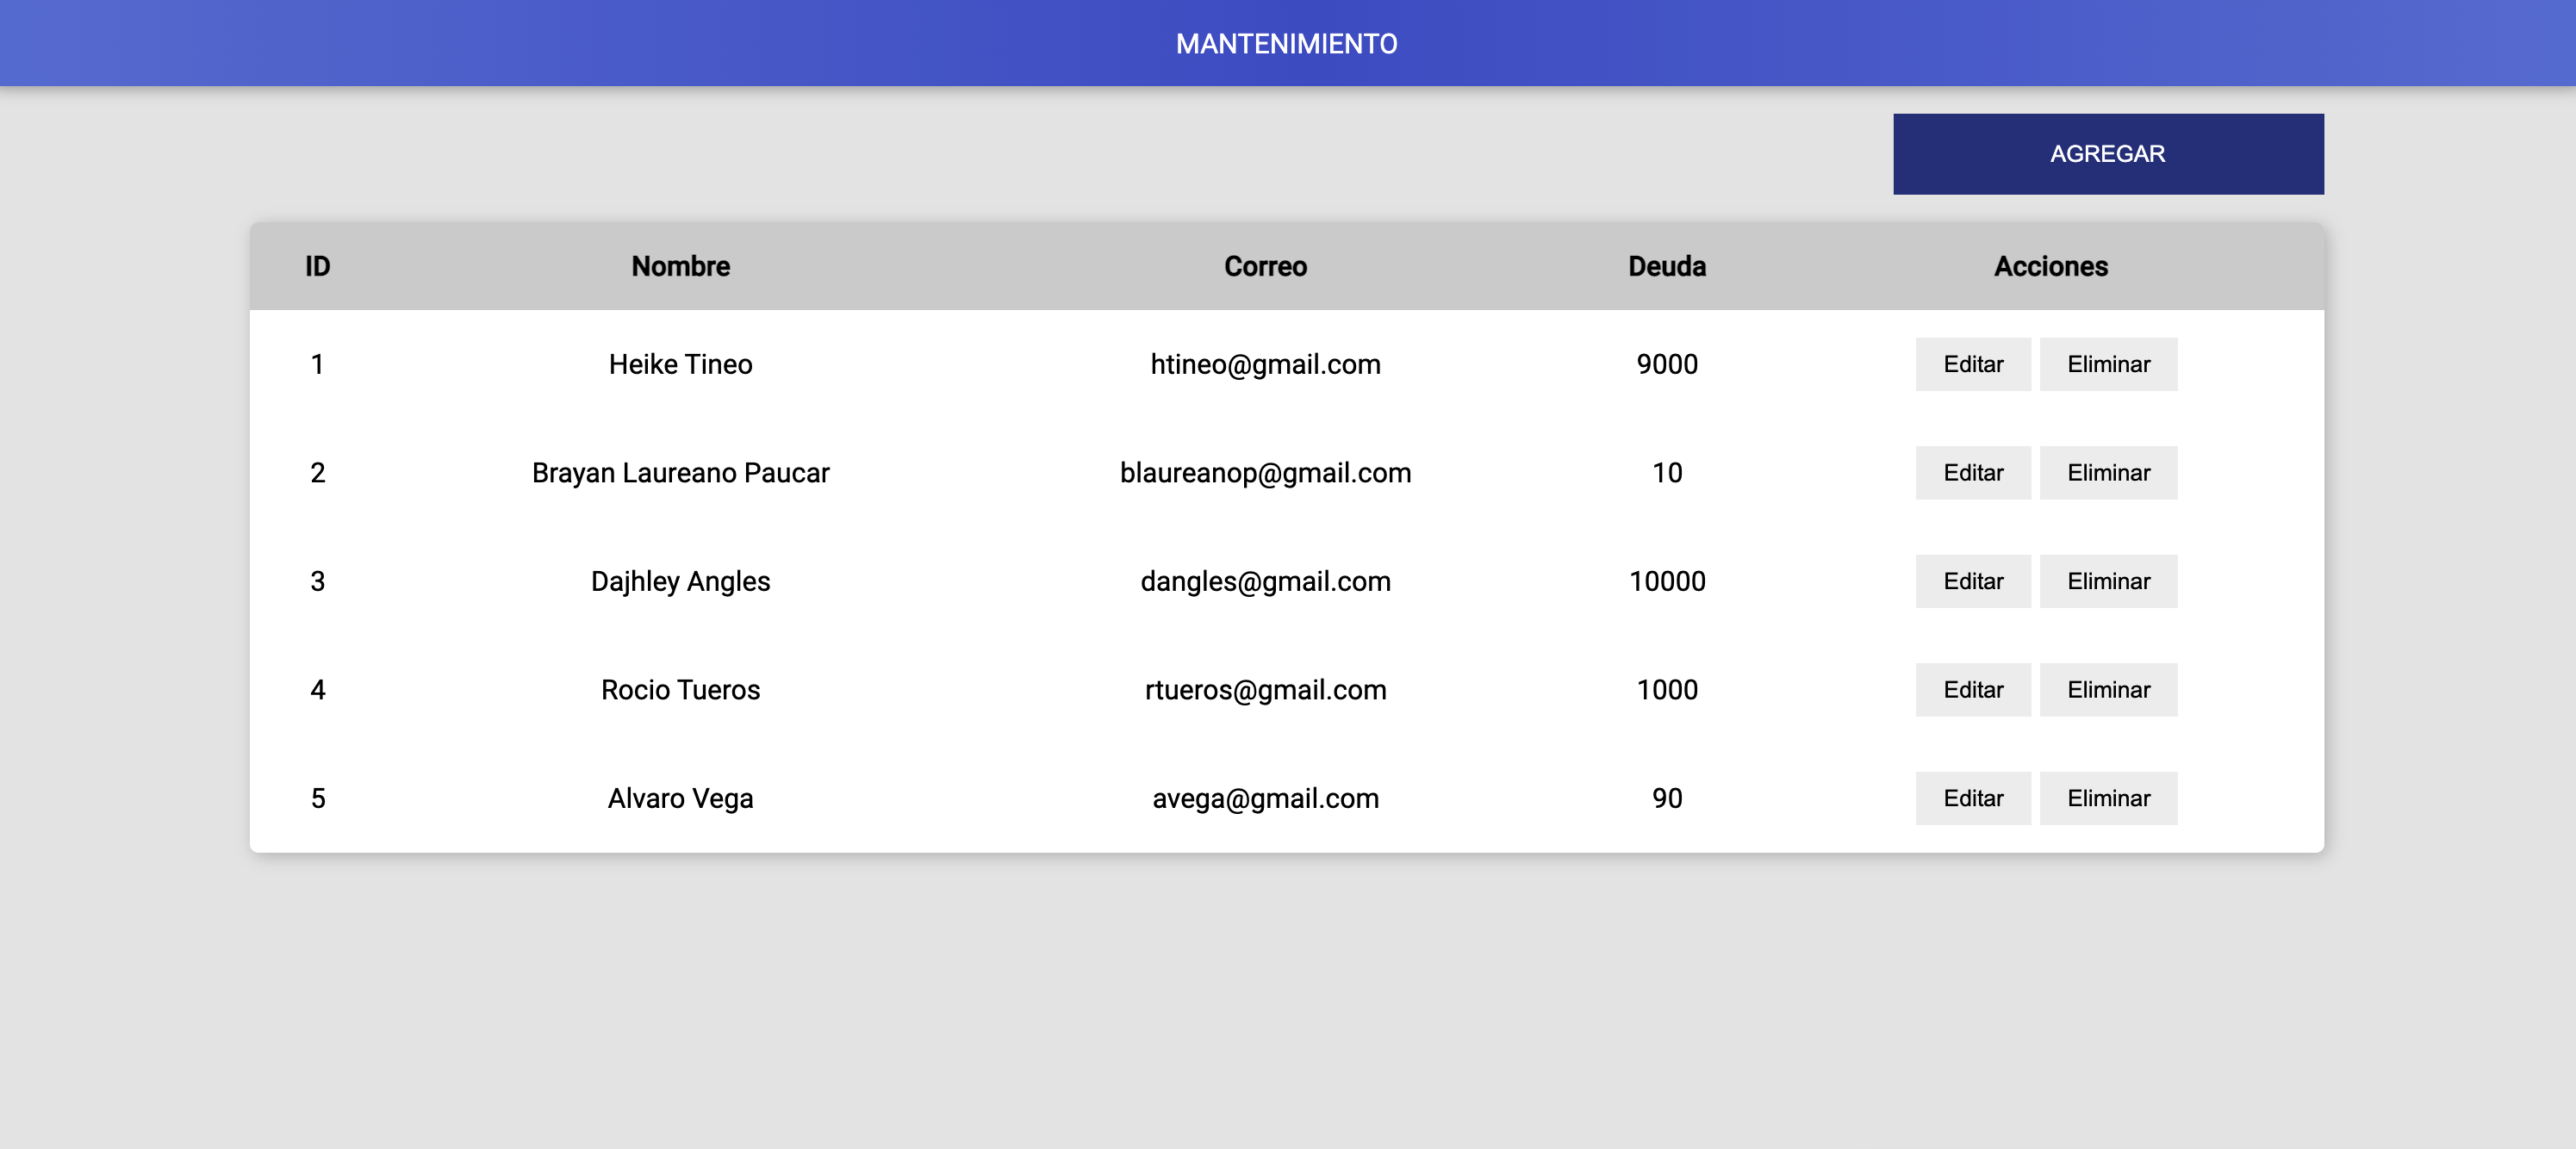 MANTENIMIENTO
AGREGAR
ID Nombre Correo Deuda Acciones
1 Heike Tineo htineo@gmail.com 9000 Editar Eliminar
2 Brayan Laureano Paucar blaureanop@gmail.com 10 Editar Eliminar
3 Dajhley Angles dangles@gmail.com 10000 Editar Eliminar
4 Rocio Tueros rtueros@gmail.com 1000 Editar Eliminar
5 Alvaro Vega avega@gmail.com 90 Editar Eliminar